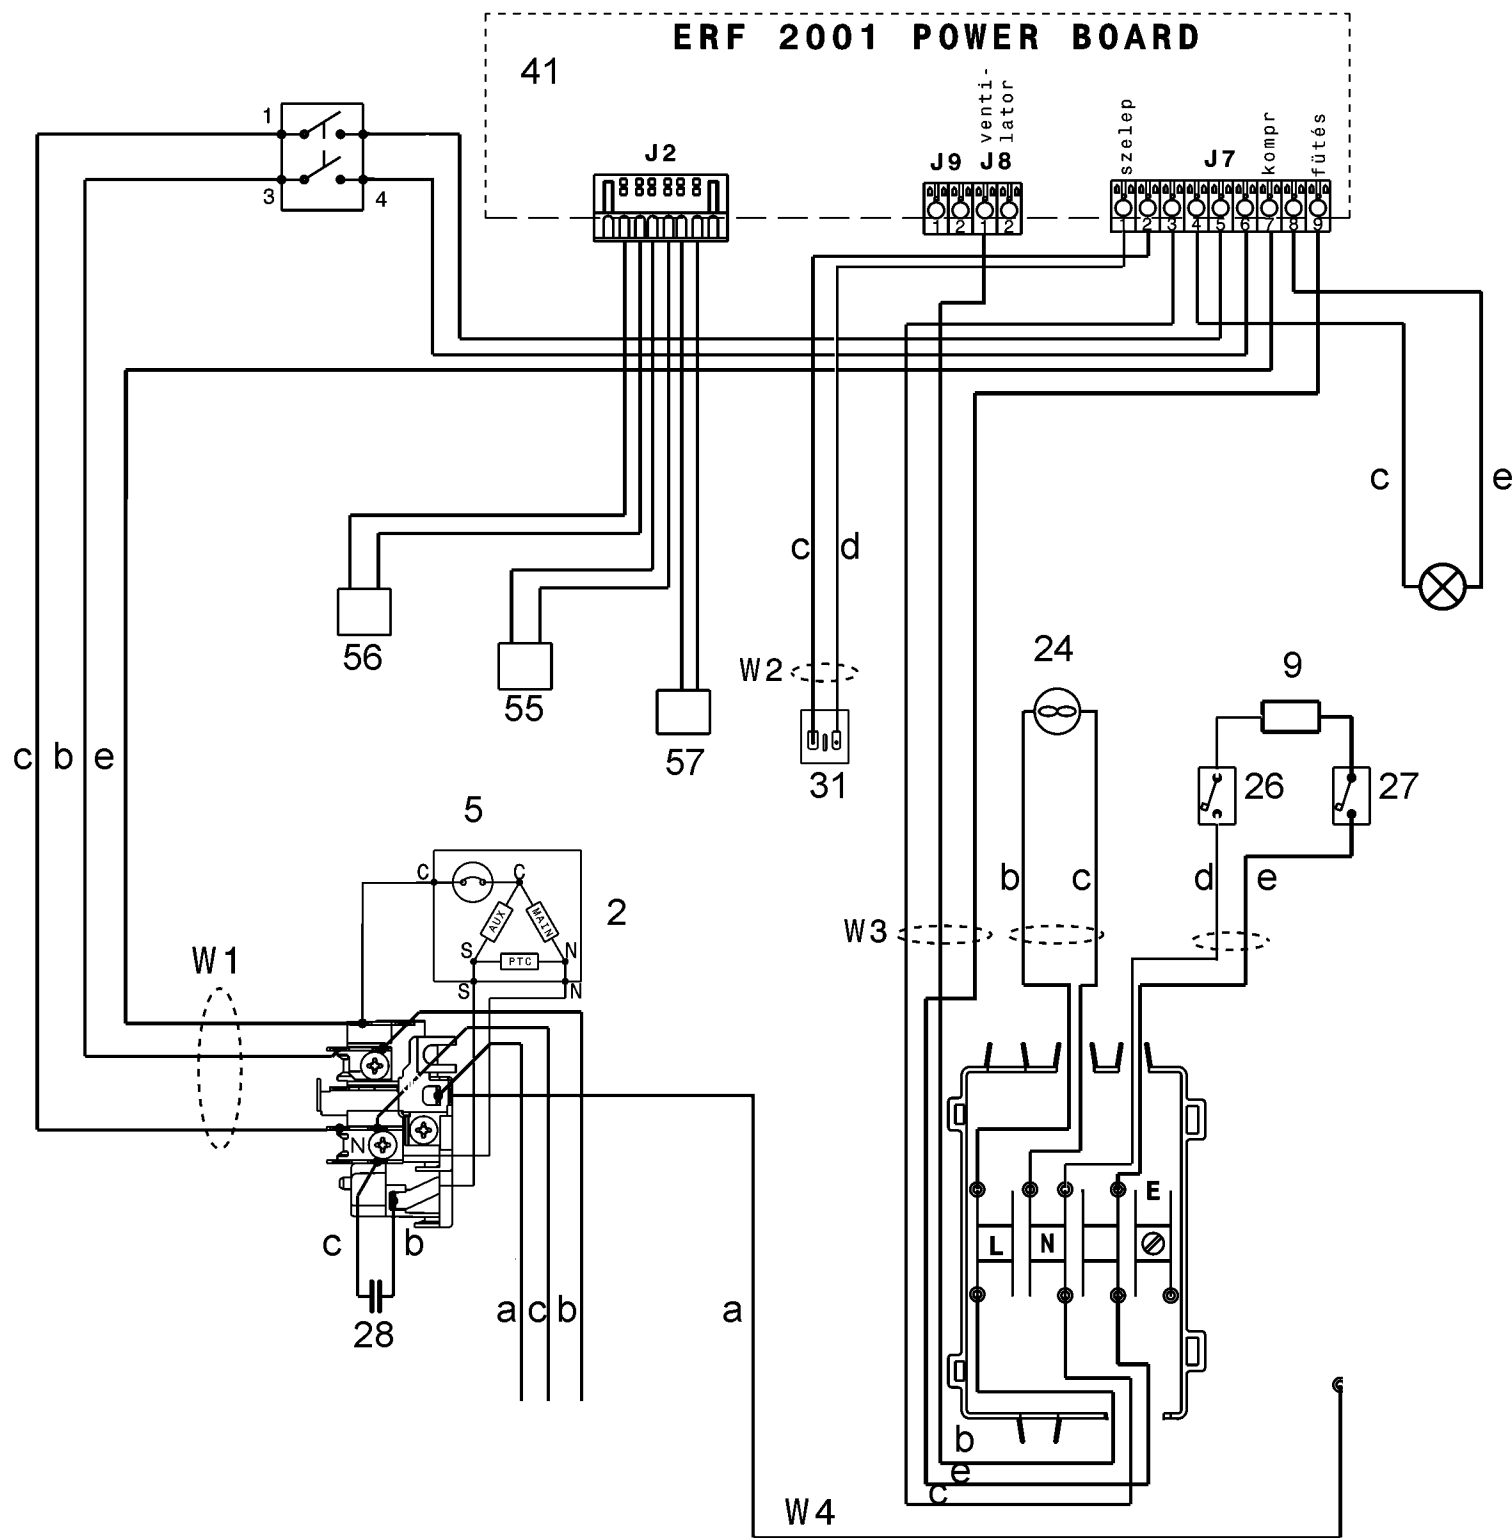 ERF 2001 POWER BOARD
41
venti-
lator
szelep
kompr
fütés
1
3
4
J2
J9
J8
J7
1 2 1 2
1 2 3 4 5 6 7 8 9
c
e
c
d
56
55
57
W2
31
24
9
26
27
c
b
e
5
2
C
C
AUX
MAIN
S
N
PTC
S
N
b
c
d
e
W1
W3
N
E
L
N
c
b
28
a
c
b
a
b
e
c
W4